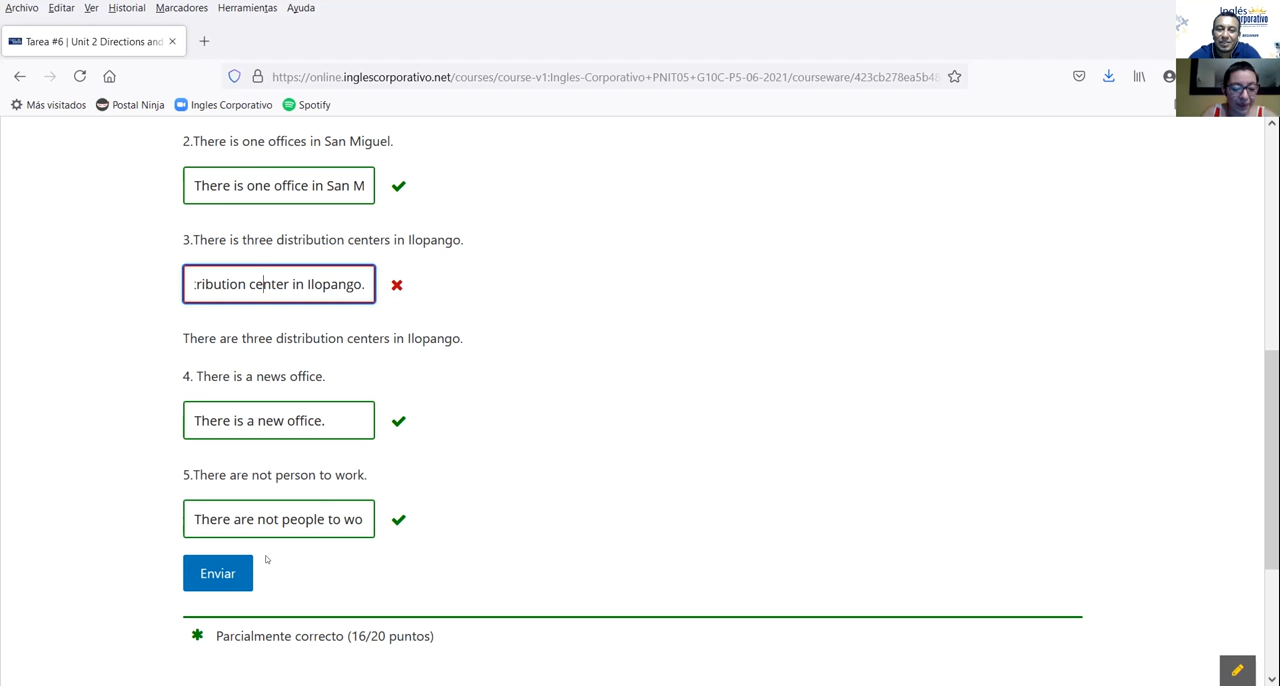 Archivo Editar Ver Historial Marcadores Herramientas Ayuda
Tarea #6 | Unit 2 Directions and
https://online.inglescorporativo.net/courses/course-v1:Ingles-Corporativo+PNIT05+G10C-P5-06-2021/courseware/423cb278ea5b48
Más visitados Postal Ninja Ingles Corporativo Spotify
Inglés
2.There is one offices in San Miguel.
There is one office in San M
3.There is three distribution centers in Ilopango.
tribution center in Ilopango.
There are three distribution centers in Ilopango.
4. There is a news office.
There is a new office.
5.There are not person to work.
There are not people to wo
Enviar
Parcialmente correcto (16/20 puntos)